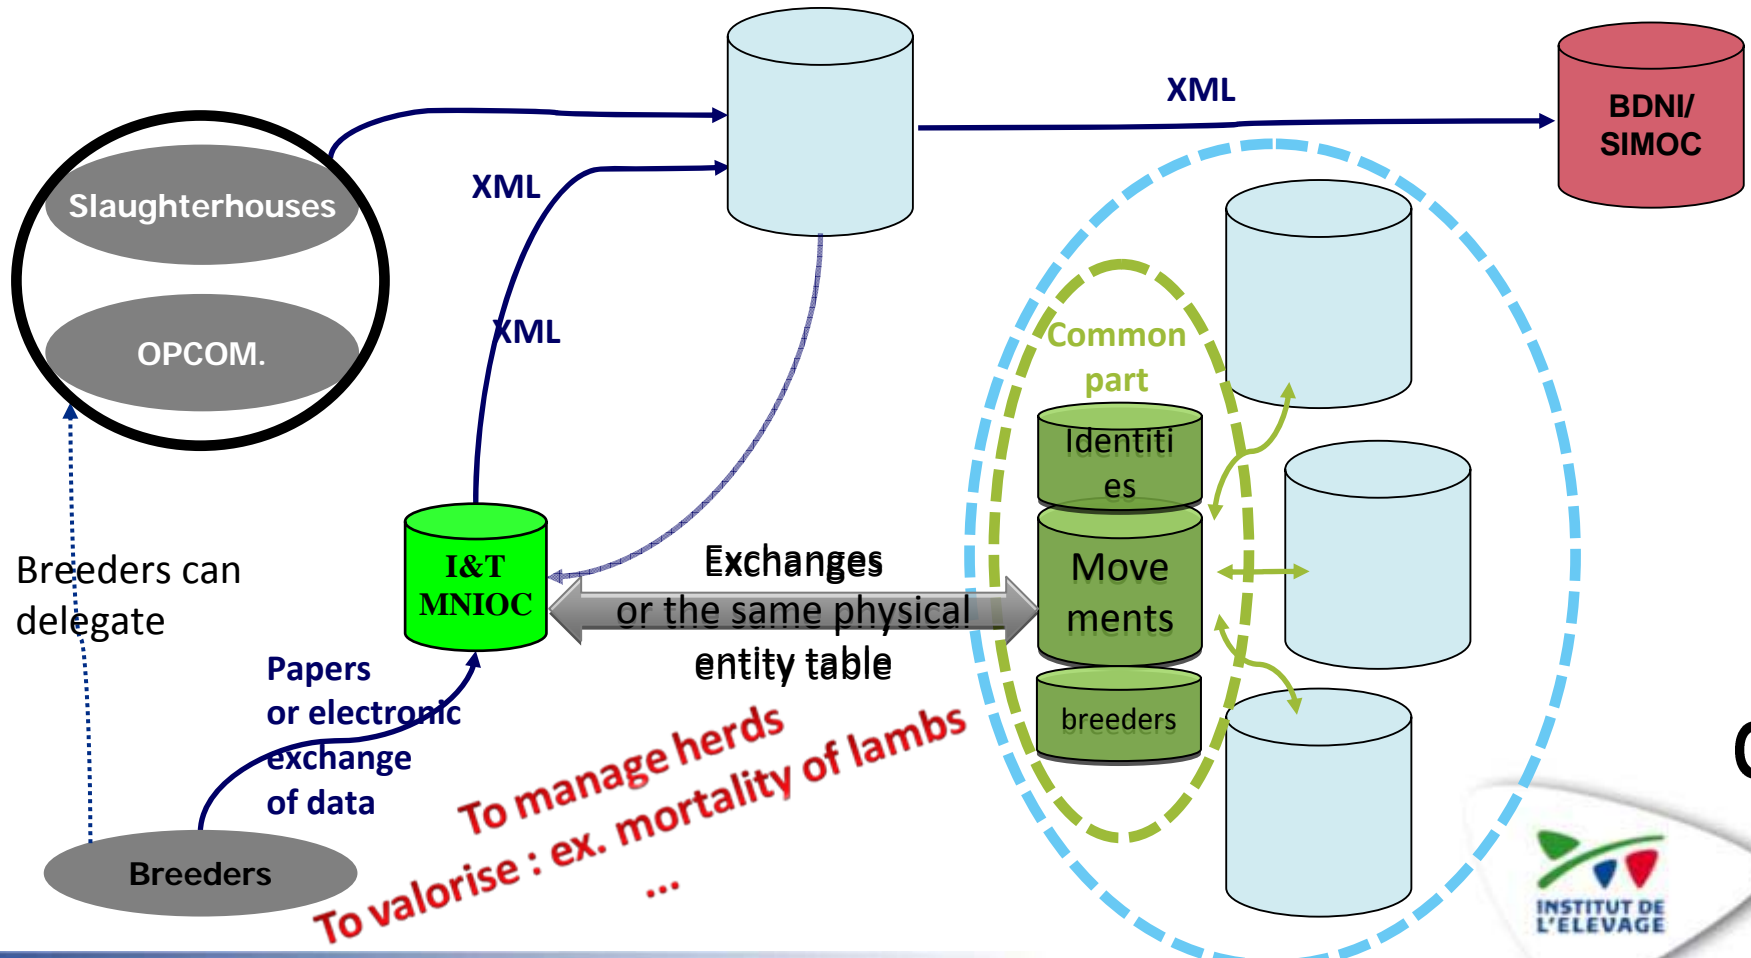 XML
BDNI/
SIMOC
Slaughterhouses
XML
OPCOM.
XML
Common
part
Identiti
es
Breeders can
delegate
I&T
MNIOC
Exchanges
or the same physical
entity table
Move
ments
Papers
or electronic
exchange
of data
breeders
To manage herds
To valorise : ex. mortality of lambs
...
Breeders
INSTITUT DE
L'ELEVAGE